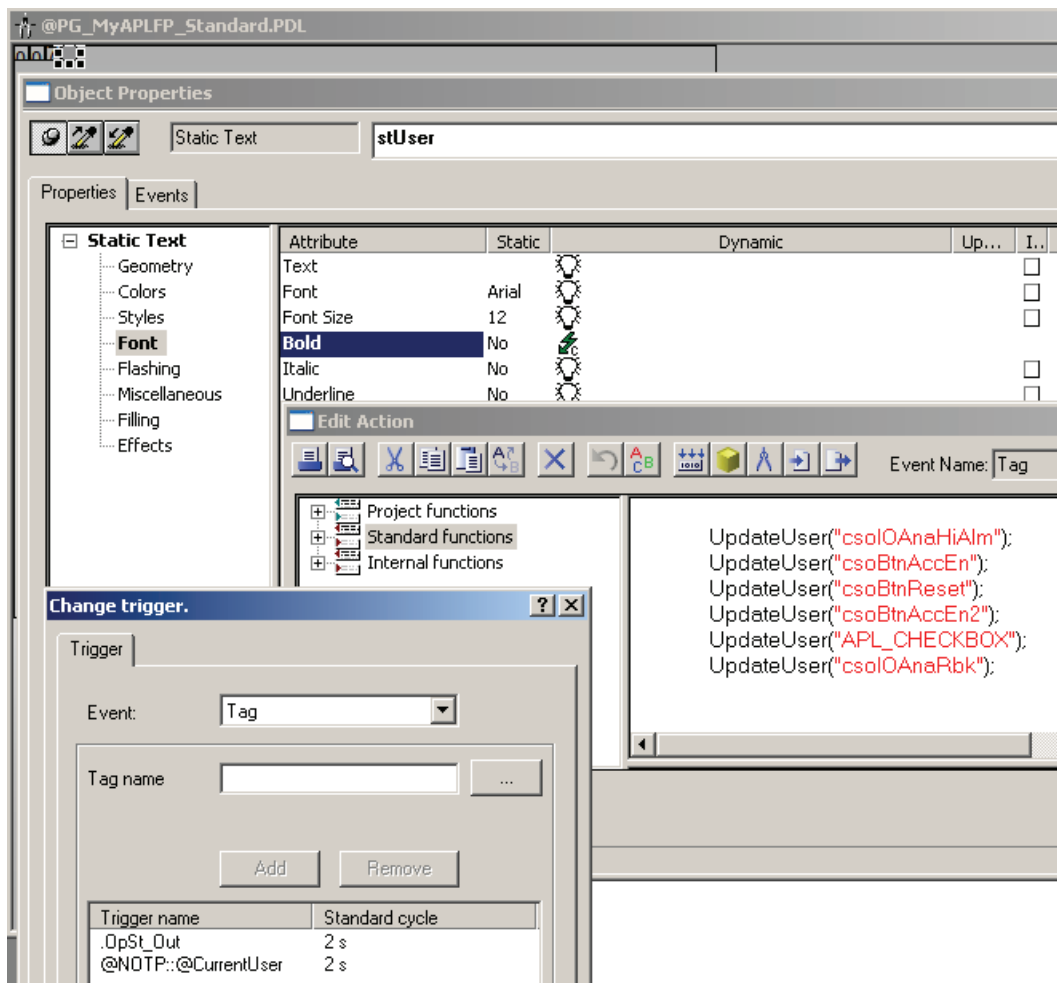 @PG_MyAPLFP_Standard.PDL
Object Properties
Static Text stUser
Properties Events
Static Text
Geometry
Colors
Styles
Font
Flashing
Miscellaneous
Filling
Effects
Attribute Static Dynamic Up... I..
Text
Font Arial
Font Size 12
Bold No
Italic No
Underline No
Edit Action
Event Name: Tag
Project functions
Standard functions
Internal functions
UpdateUser("csoIOAnaHiAlm");
UpdateUser("csoBtnAccEn");
UpdateUser("csoBtnReset");
UpdateUser("csoBtnAccEn2");
UpdateUser("APL_CHECKBOX");
UpdateUser("csoIOAnaRbk");
Change trigger.
Trigger
Event: Tag
Tag name ...
Add Remove
Trigger name Standard cycle
.OpSt_Out 2 s
@NOTP::@CurrentUser 2 s